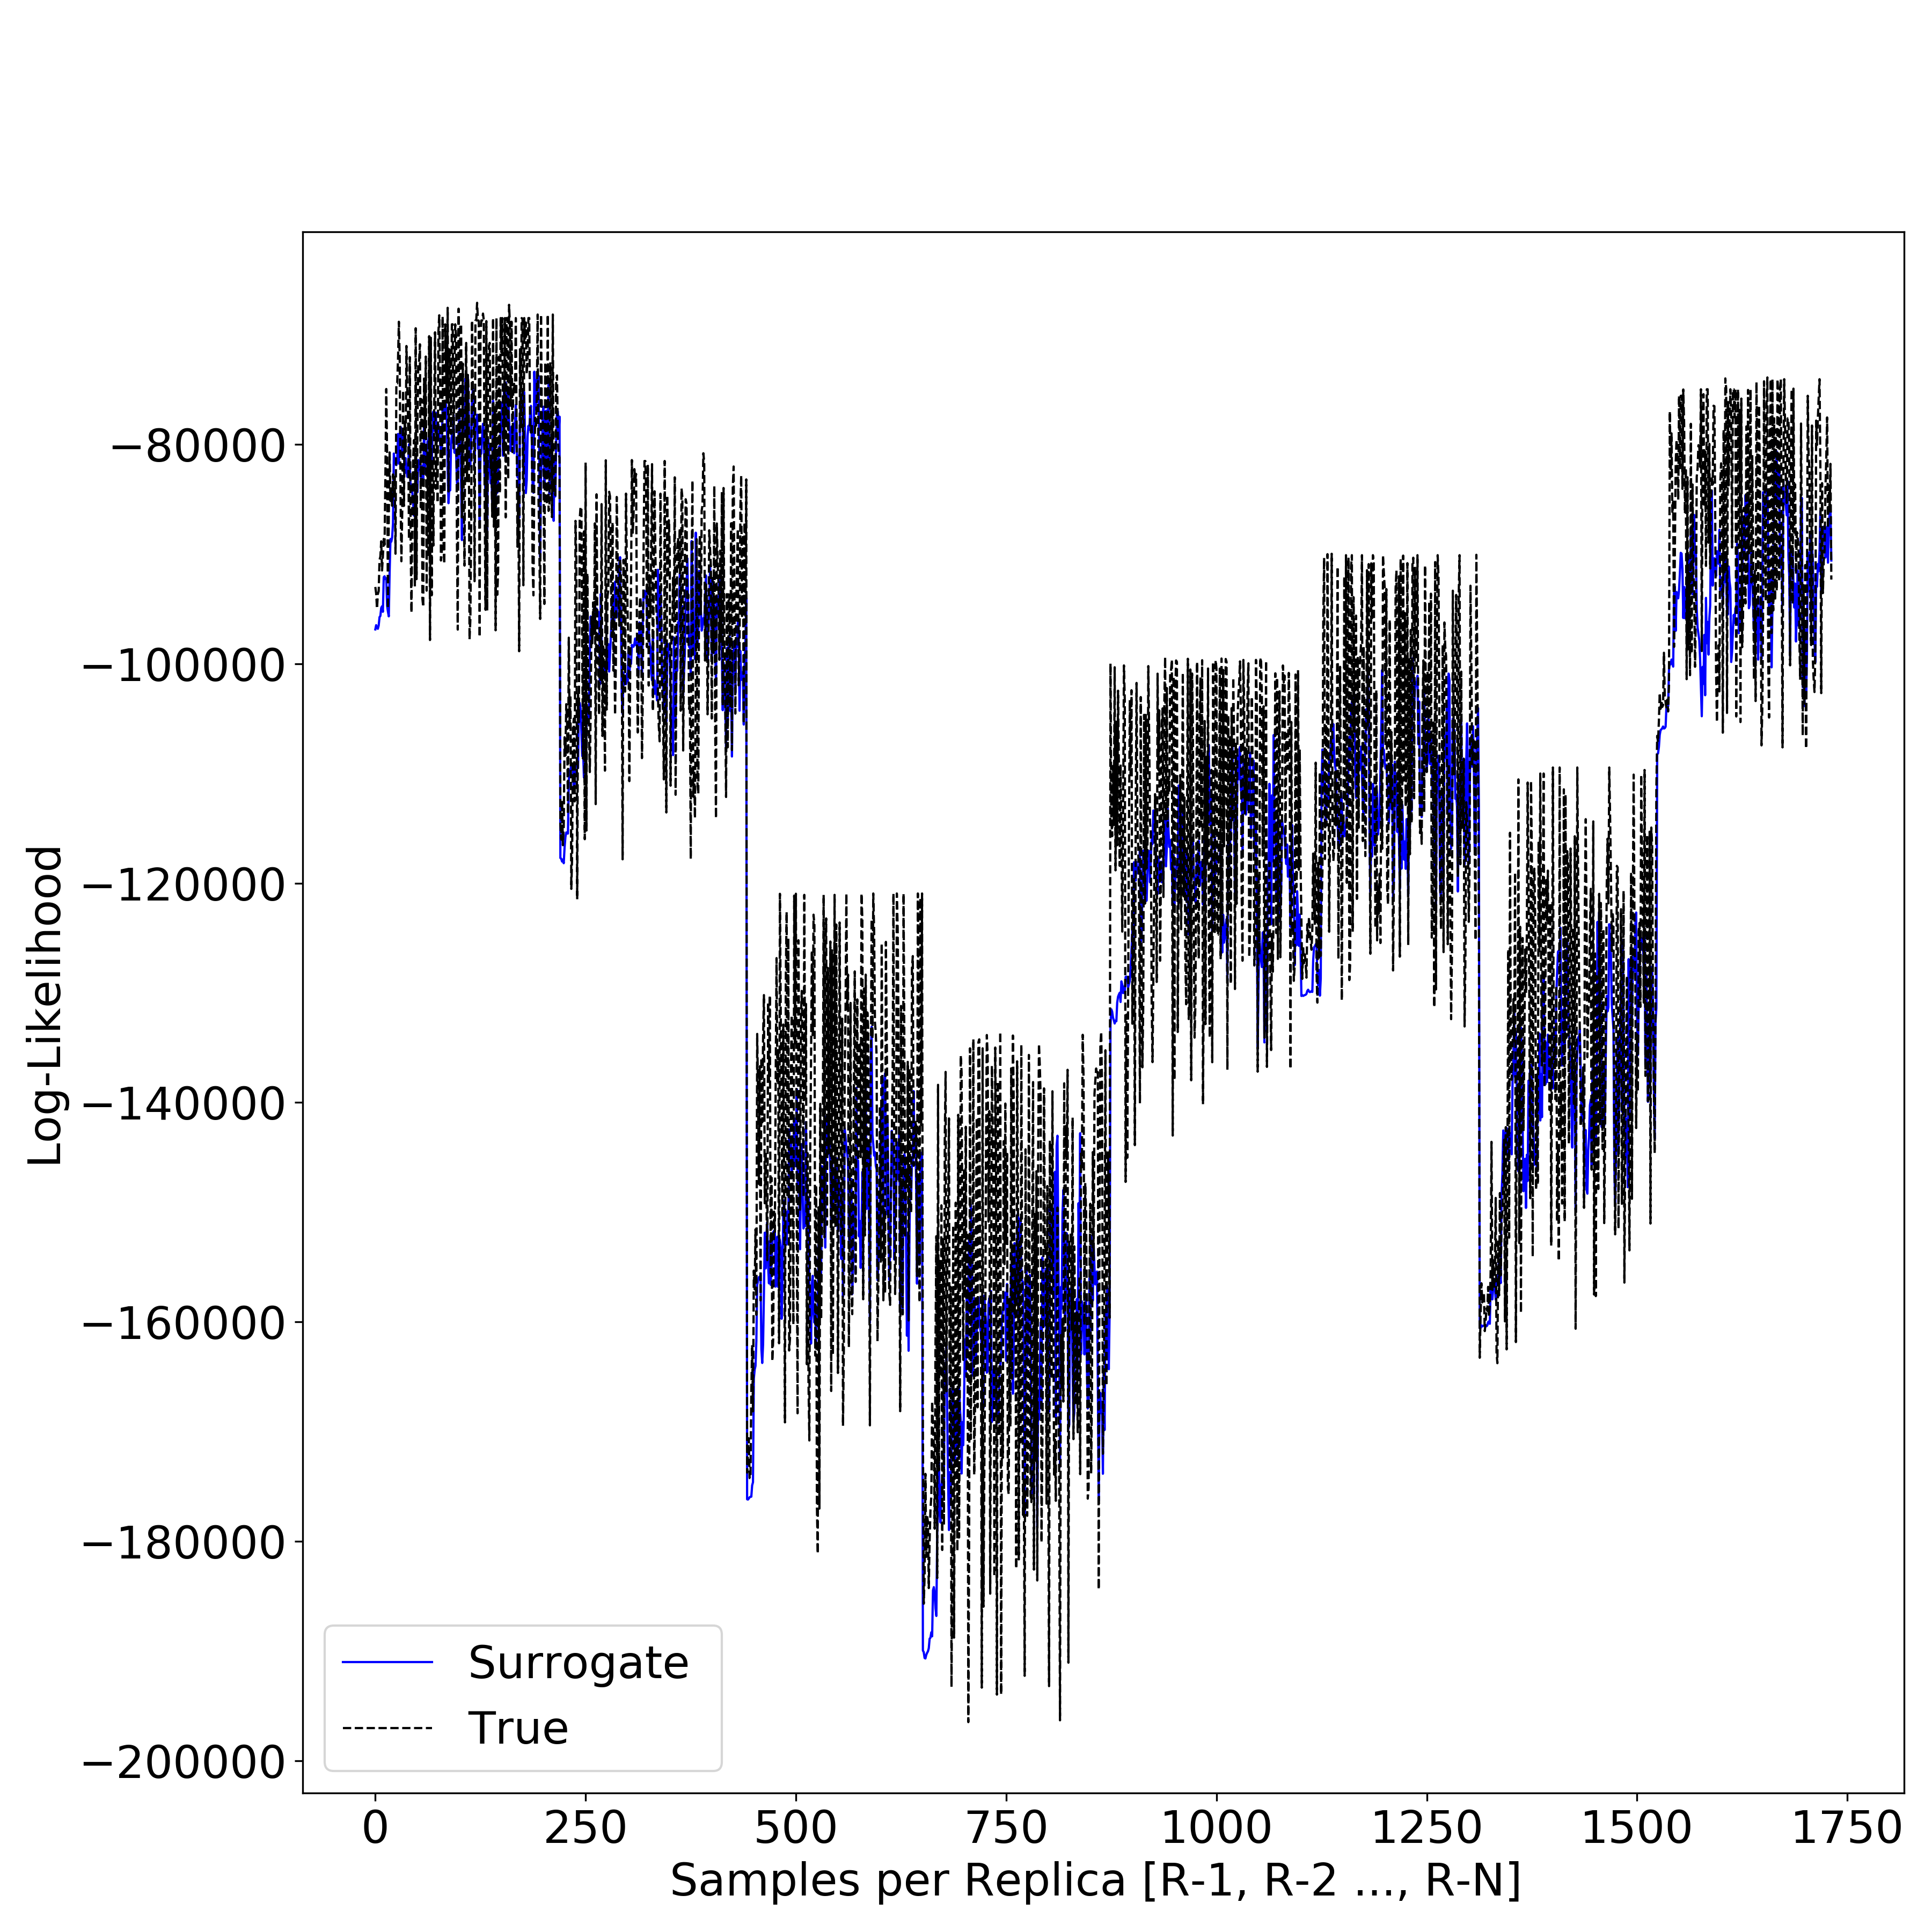 −80000
−100000
−120000
−140000
−160000
−180000
−200000
Log-Likelihood
Surrogate
True
0 250 500 750 1000 1250 1500 1750
Samples per Replica [R-1, R-2 ..., R-N]